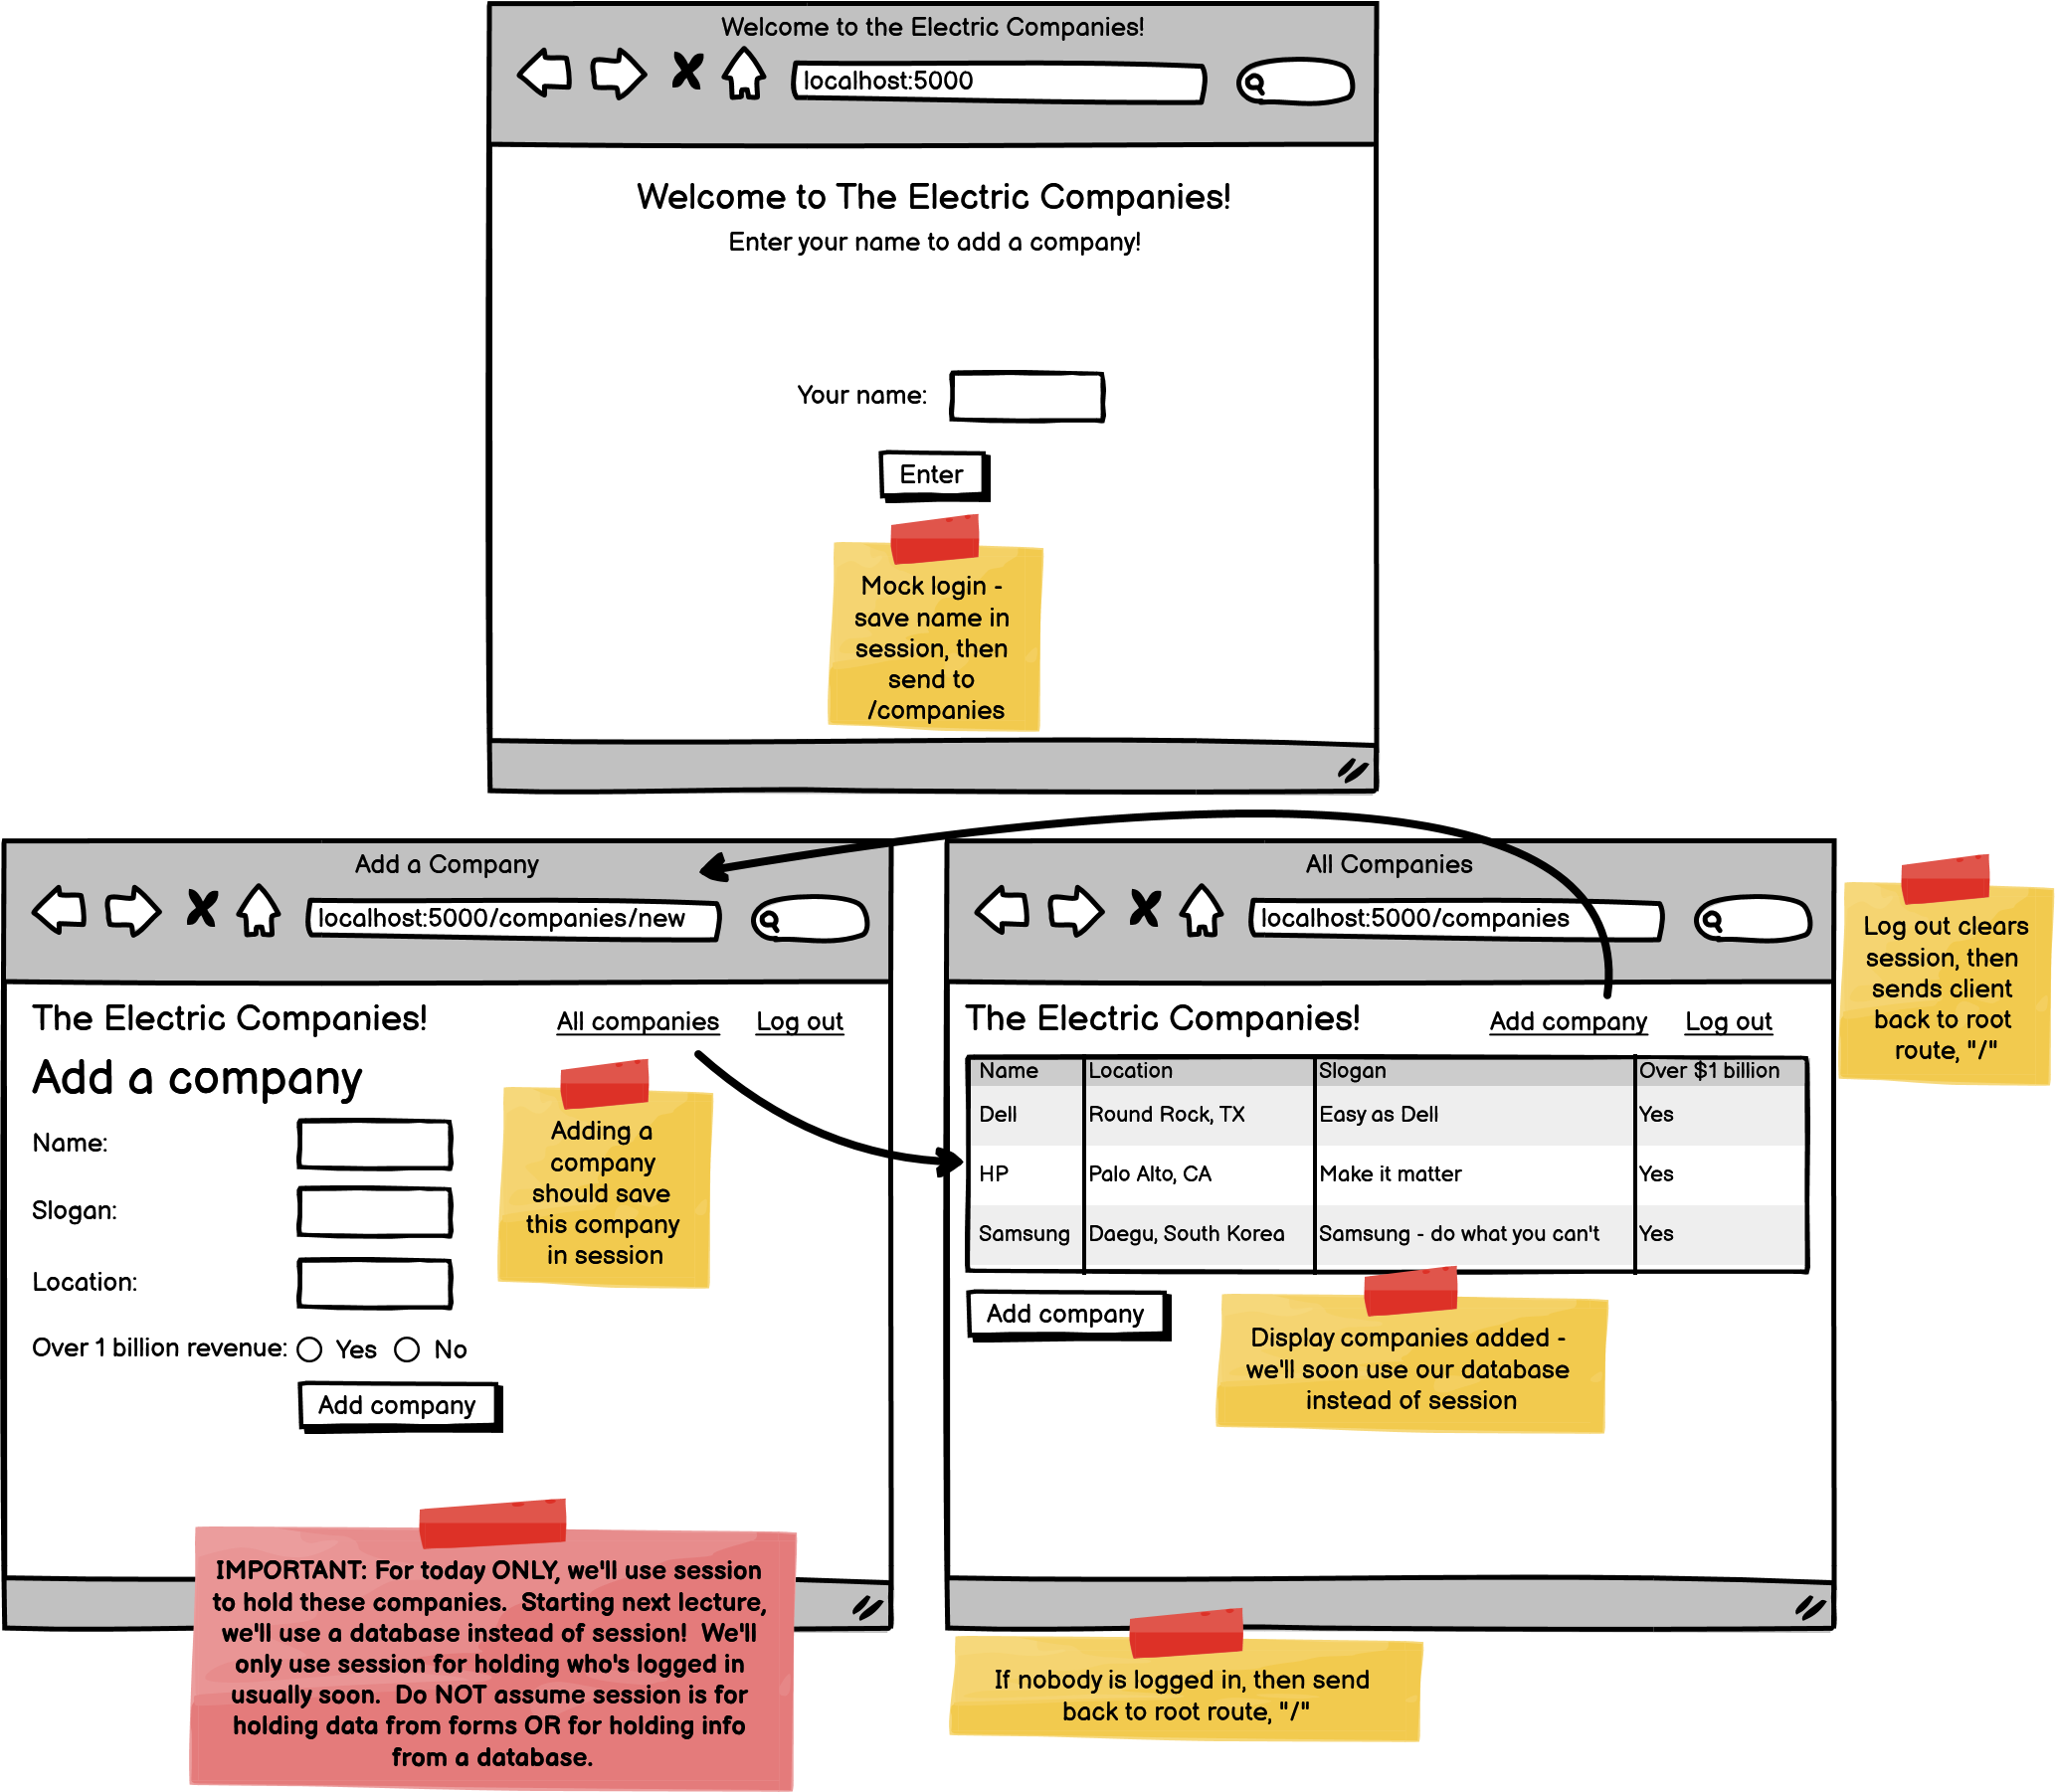 Welcome to the Electric Companies!
localhost:5000
Welcome to The Electric Companies!
Enter your name to add a company!
Your name:
Enter
Mock login -
save name in
session, then
send to
/companies
Add a Company
localhost:5000/companies/new
The Electric Companies!
All companies
Log out
Add a company
Name:
Slogan:
Location:
Over 1 billion revenue:
Yes
No
Add company
Adding a
company
should save
this company
in session
IMPORTANT: For today ONLY, we'll use session
to hold these companies.  Starting next lecture,
we'll use a database instead of session!  We'll
only use session for holding who's logged in
usually soon.  Do NOT assume session is for
holding data from forms OR for holding info
from a database.
All Companies
localhost:5000/companies
The Electric Companies!
Add company
Log out
Name Location Slogan Over $1 billion
Dell Round Rock, TX Easy as Dell Yes
HP Palo Alto, CA Make it matter Yes
Samsung Daegu, South Korea Samsung - do what you can't Yes
Add company
Display companies added -
we'll soon use our database
instead of session
If nobody is logged in, then send
back to root route, "/"
Log out clears
session, then
sends client
back to root
route, "/"